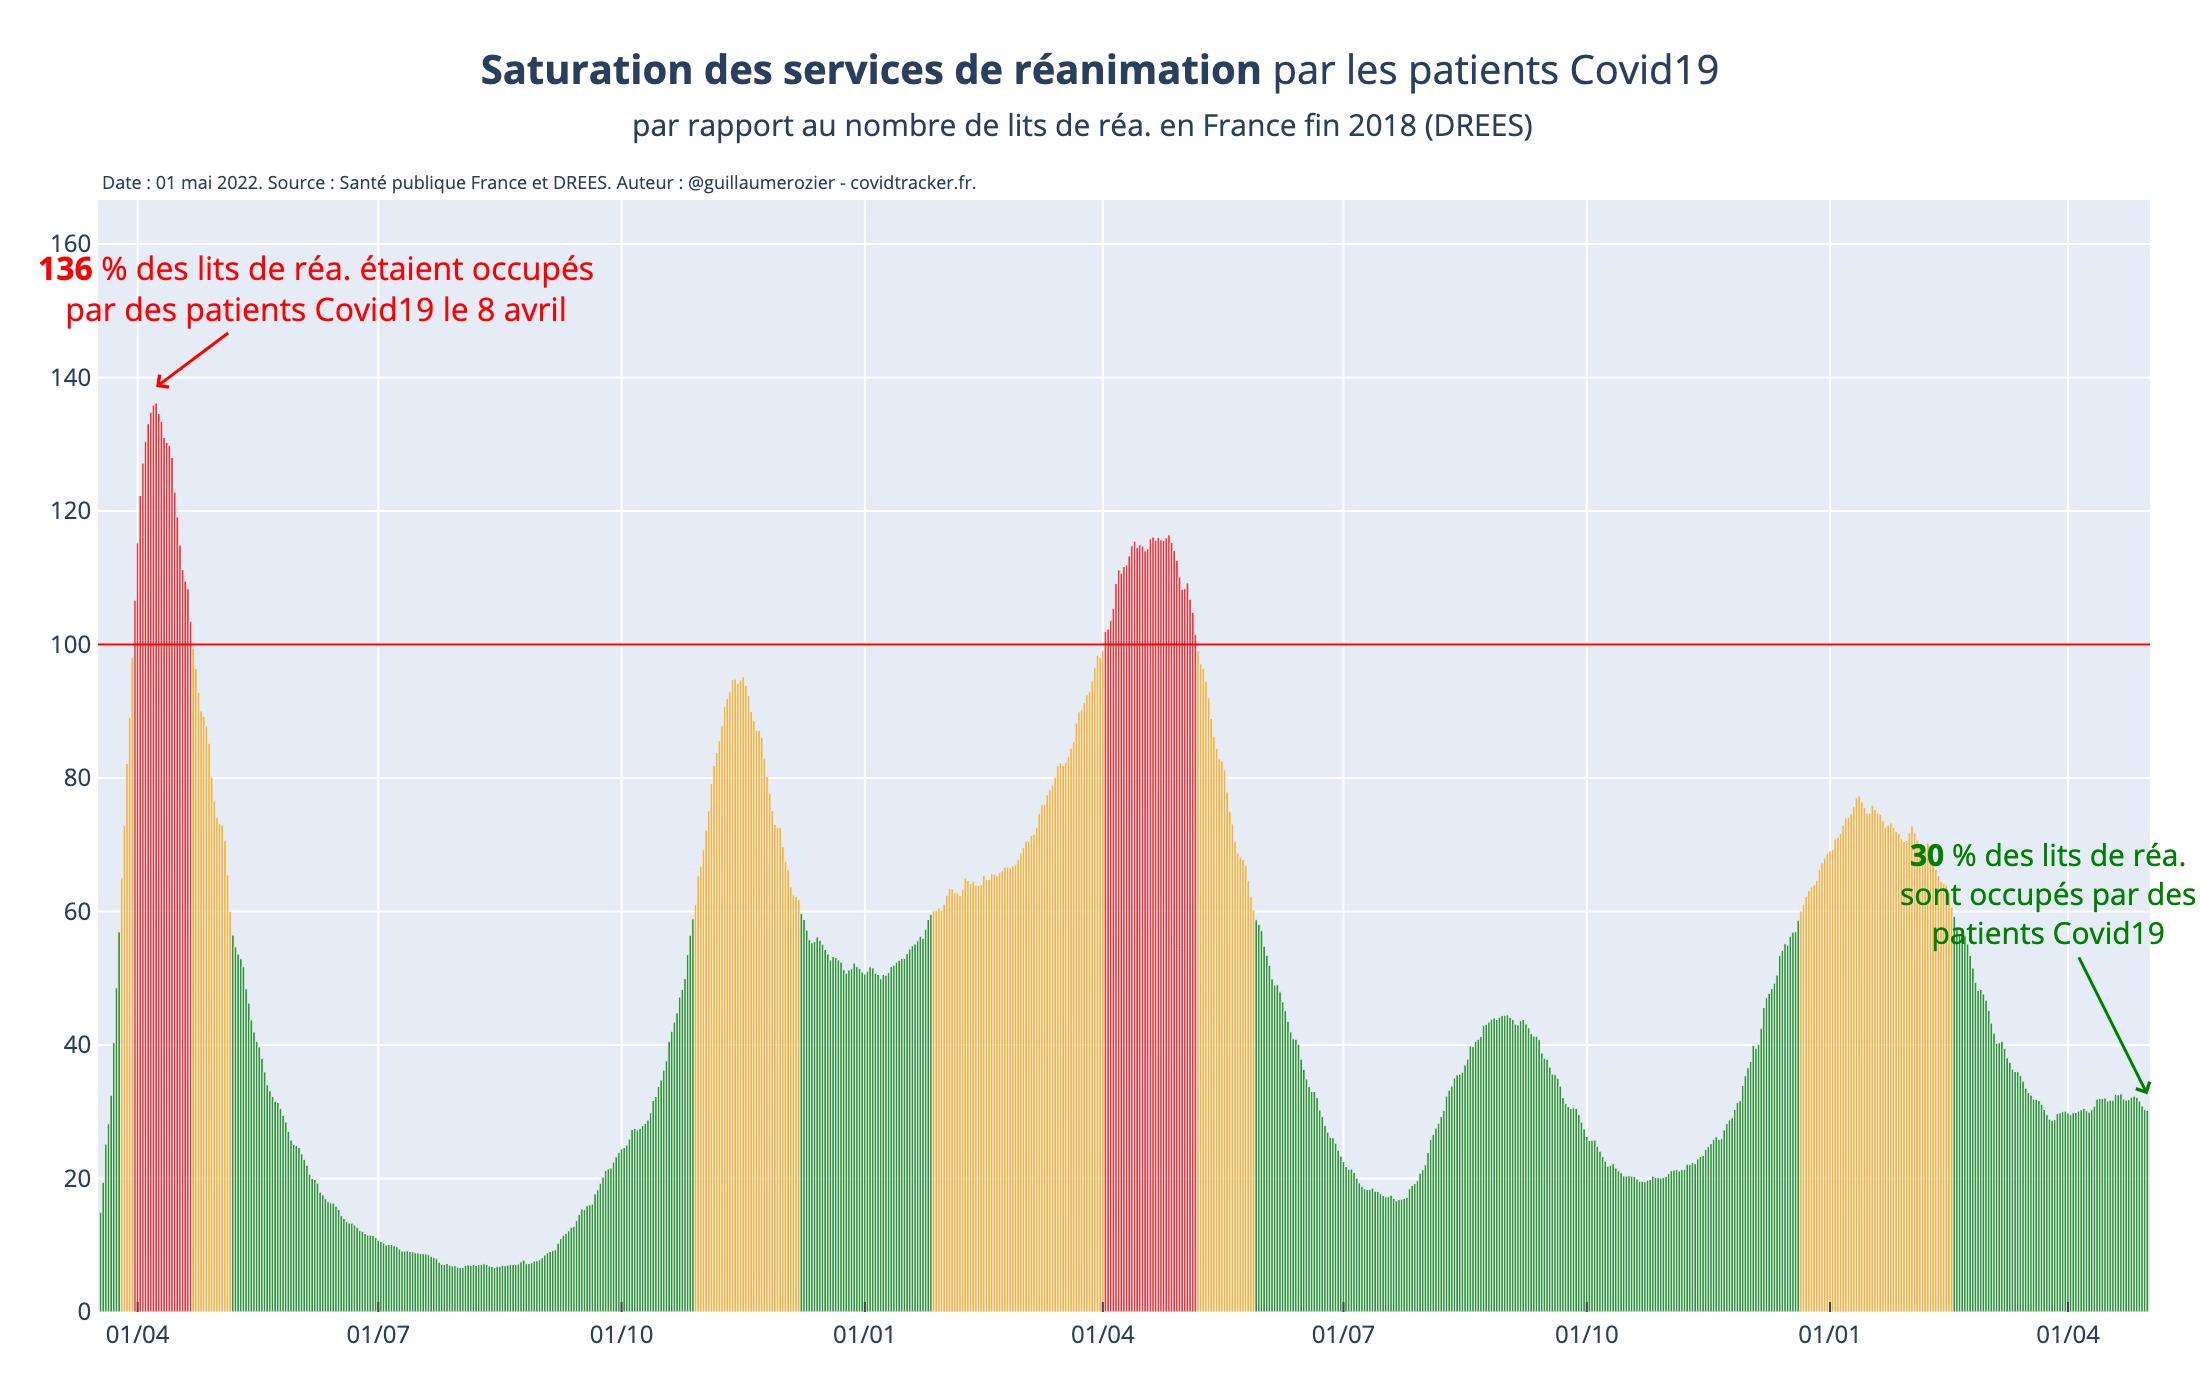 Saturation des services de réanimation par les patients Covid19
par rapport au nombre de lits de réa. en France fin 2018 (DREES)
Date : 01 mai 2022. Source : Santé publique France et DREES. Auteur : @guillaumerozier - covidtracker.fr.
160
136 % des lits de réa. étaient occupés
par des patients Covid19 le 8 avril
140
120
100
80
30 % des lits de réa.
sont occupés par des
patients Covid19
60
40
20
0
01/04 01/07 01/10 01/01 01/04 01/07 01/10 01/01 01/04